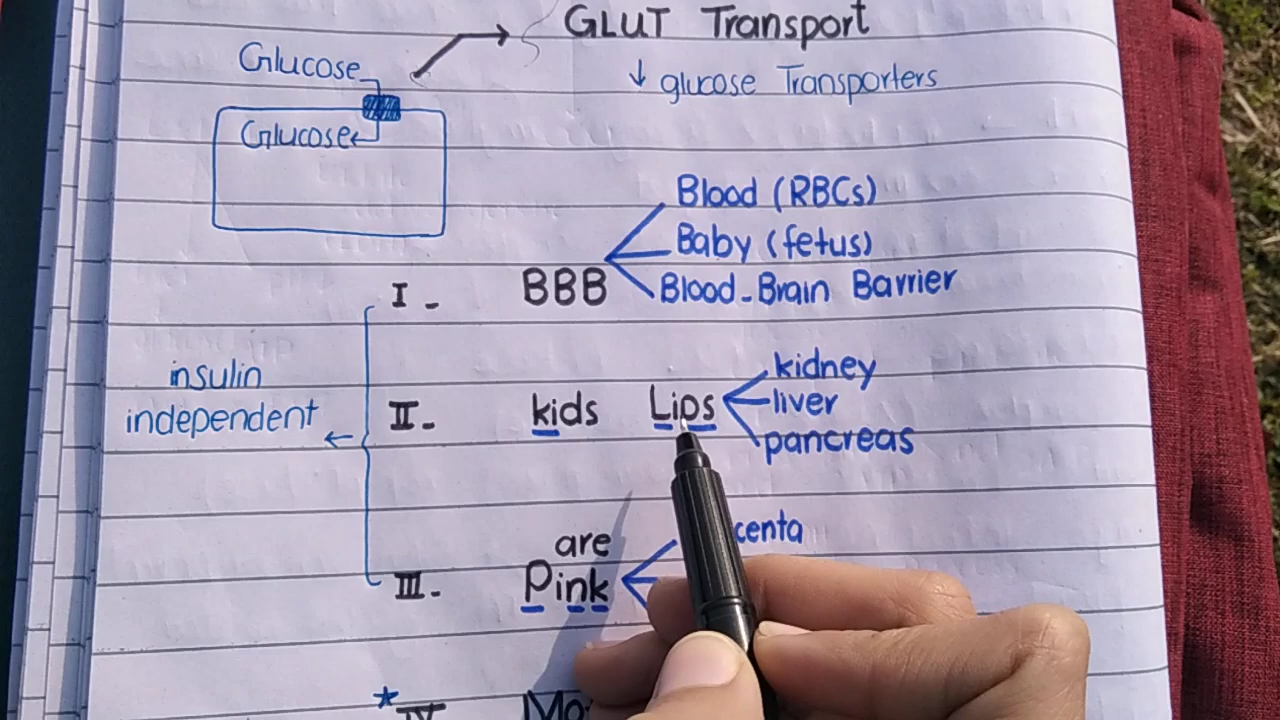 GLUT Transport
Glucose
↓ glucose Transporters
Glucose
Blood (RBCs)
Baby (fetus)
I - BBB
Blood-Brain Barrier
insulin
independent
II- kids Lips
kidney
liver
pancreas
are
III- Pink
IV